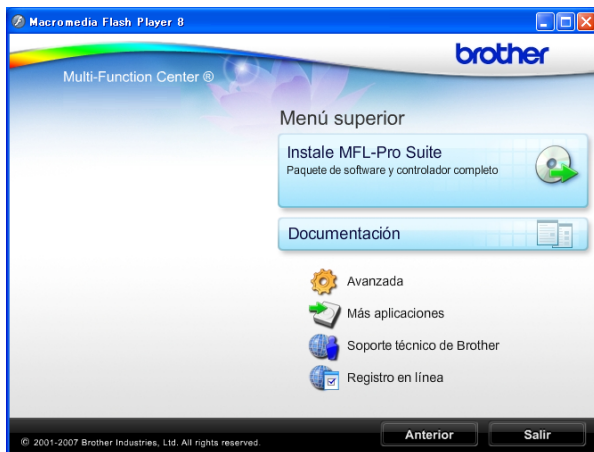 Macromedia Flash Player 8
brother
Multi-Function Center ®
Menú superior
Instale MFL-Pro Suite
Paquete de software y controlador completo
Documentación
Avanzada
Más aplicaciones
Soporte técnico de Brother
Registro en línea
© 2001-2007 Brother Industries, Ltd. All rights reserved.
Anterior
Salir